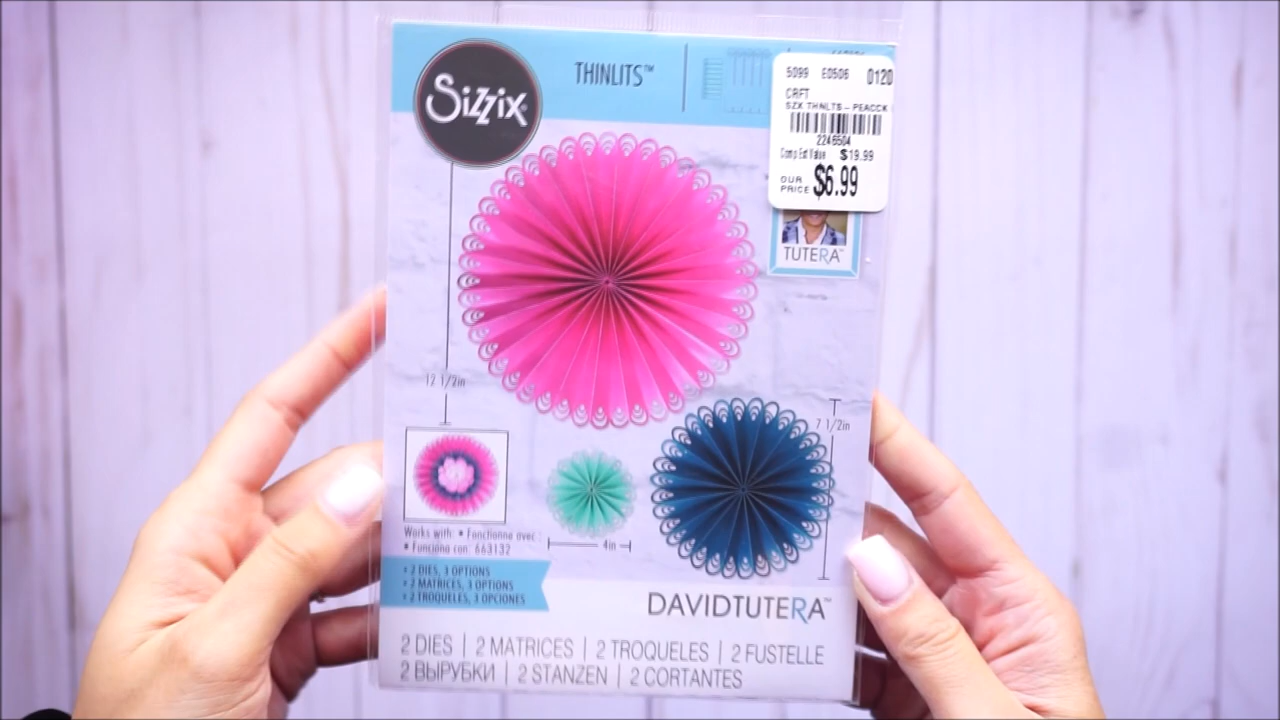 Sizzix
THINLITS™
5099 E0506 0120
CRFT
SZX THNLTS - PEACCK
2246504
Comp Est Value $19.99
OUR PRICE $6.99
TUTERA™
12 1/2in
7 1/2in
4in
Works with: • Fonctionne avec :
• Funciona con: 663132
• 2 DIES, 3 OPTIONS
• 2 MATRICES, 3 OPTIONS
• 2 TROQUELES, 3 OPCIONES
DAVIDTUTERA™
2 DIES | 2 MATRICES | 2 TROQUELES | 2 FUSTELLE
2 ВЫРУБКИ | 2 STANZEN | 2 CORTANTES